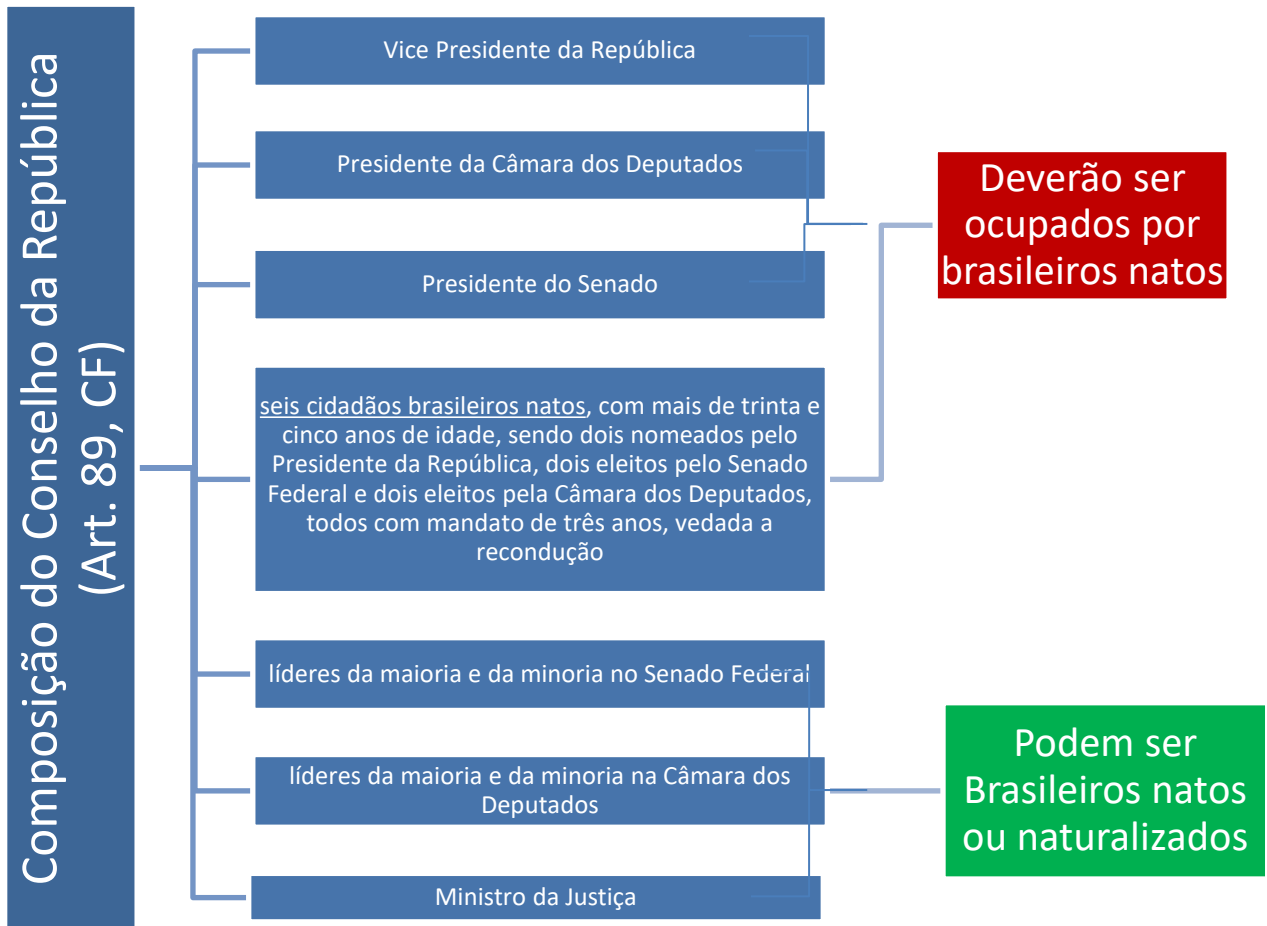 Composição do Conselho da República
(Art. 89, CF)
Vice Presidente da República
Presidente da Câmara dos Deputados
Presidente do Senado
seis cidadãos brasileiros natos, com mais de trinta e
cinco anos de idade, sendo dois nomeados pelo
Presidente da República, dois eleitos pelo Senado
Federal e dois eleitos pela Câmara dos Deputados,
todos com mandato de três anos, vedada a
recondução
líderes da maioria e da minoria no Senado Federal
líderes da maioria e da minoria na Câmara dos
Deputados
Ministro da Justiça
Deverão ser
ocupados por
brasileiros natos
Podem ser
Brasileiros natos
ou naturalizados